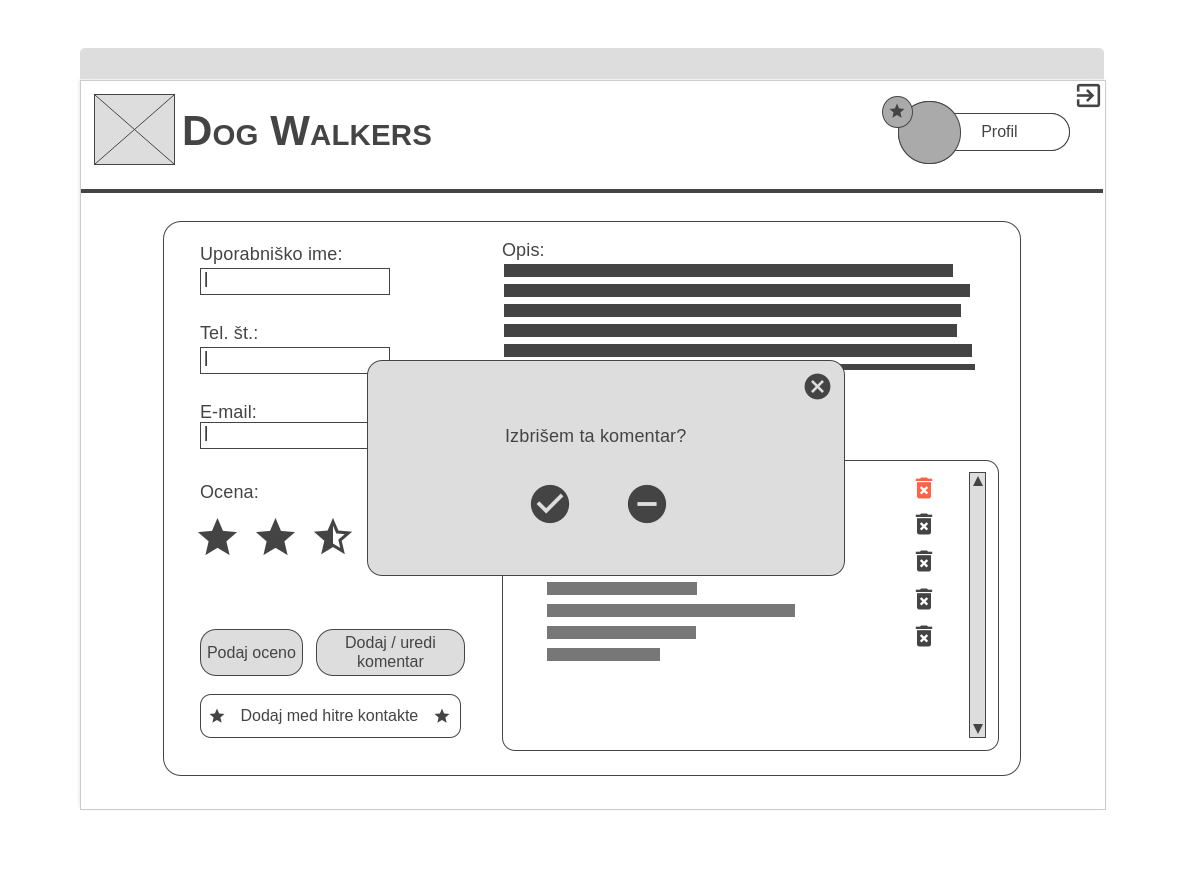 Dog Walkers
Profil
Uporabniško ime:
Opis:
Tel. št.:
E-mail:
Izbrišem ta komentar?
Ocena:
Podaj oceno
Dodaj / uredi
komentar
Dodaj med hitre kontakte